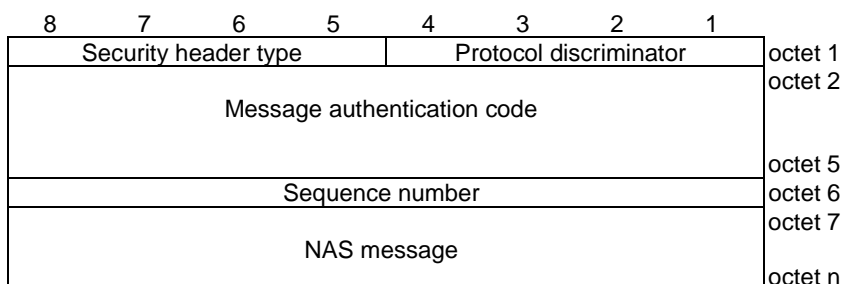 8 7 6 5 4 3 2 1
Security header type Protocol discriminator octet 1
octet 2
Message authentication code
octet 5
Sequence number octet 6
octet 7
NAS message
octet n